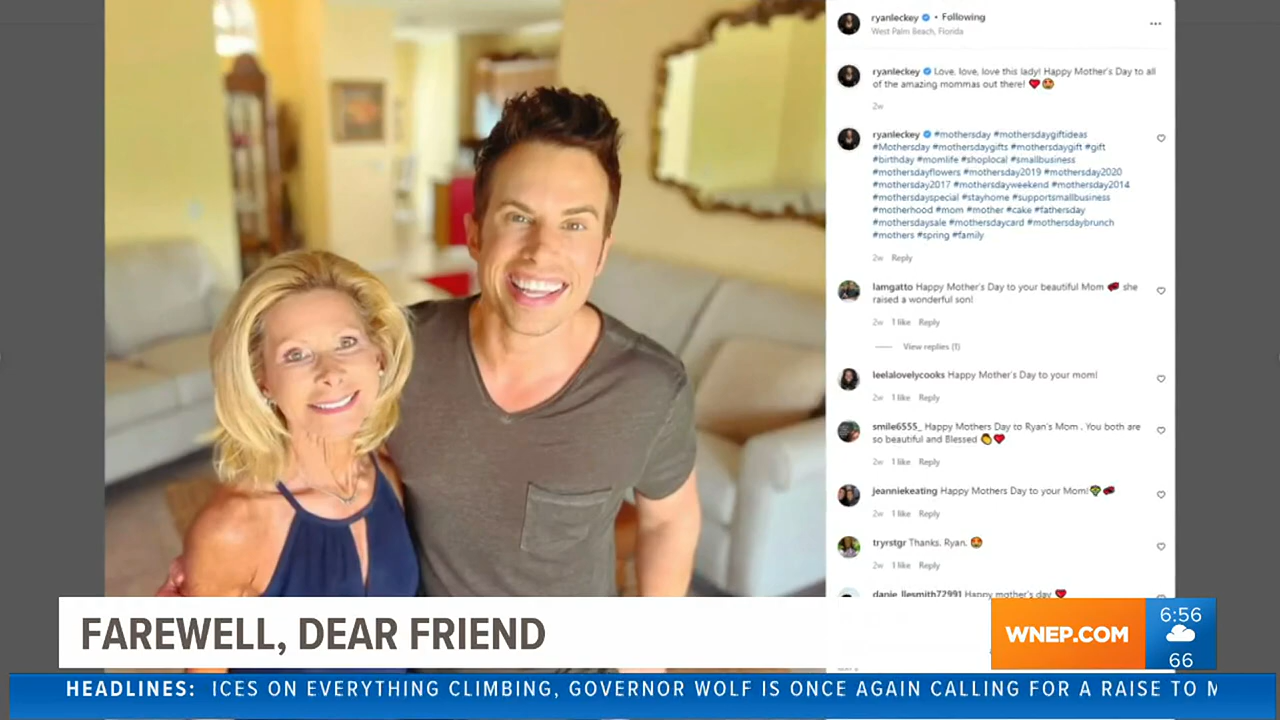 ryanleckey • Following
West Palm Beach, Florida
ryanleckey Love, love, love this lady! Happy Mother's Day to all
of the amazing mommas out there!
2w
ryanleckey #mothersday #mothersdaygiftideas
#Mothersday #mothersdaygifts #mothersdaygift #gift
#birthday #momlife #shoplocal #smallbusiness
#mothersdayflowers #mothersday2019 #mothersday2020
#mothersday2017 #mothersdayweekend #mothersday2014
#mothersdayspecial #stayhome #supportsmallbusiness
#motherhood #mom #mother #cake #fathersday
#mothersdaysale #mothersdaycard #mothersdaybrunch
#mothers #spring #family
2w Reply
lamgatto Happy Mother's Day to your beautiful Mom she
raised a wonderful son!
2w 1 like Reply
View replies (1)
leelalovelycooks Happy Mother's Day to your mom!
2w 1 like Reply
smile6555_ Happy Mothers Day to Ryan's Mom . You both are
so beautiful and Blessed
2w 1 like Reply
jeanniekeating Happy Mothers Day to your Mom!
2w 1 like Reply
tryrstgr Thanks, Ryan.
2w 1 like Reply
Happy mother's day
FAREWELL, DEAR FRIEND
WNEP.COM
6:56
66
HEADLINES: ICES ON EVERYTHING CLIMBING, GOVERNOR WOLF IS ONCE AGAIN CALLING FOR A RAISE TO M